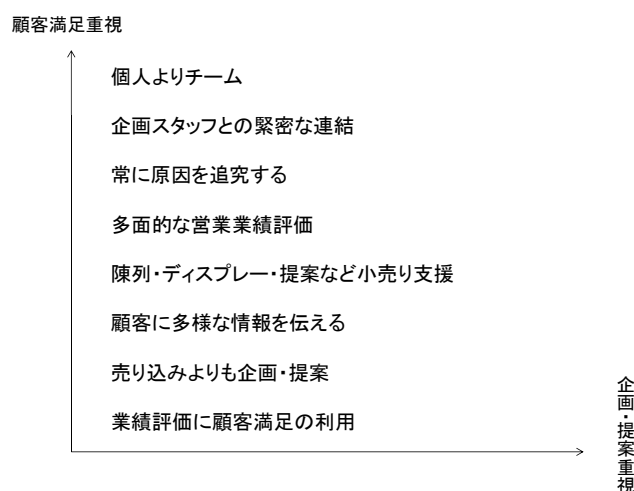 顧客満足重視
個人よりチーム
企画スタッフとの緊密な連結
常に原因を追究する
多面的な営業業績評価
陳列・ディスプレー・提案など小売り支援
顧客に多様な情報を伝える
売り込みよりも企画・提案
業績評価に顧客満足の利用
企画・提案重視